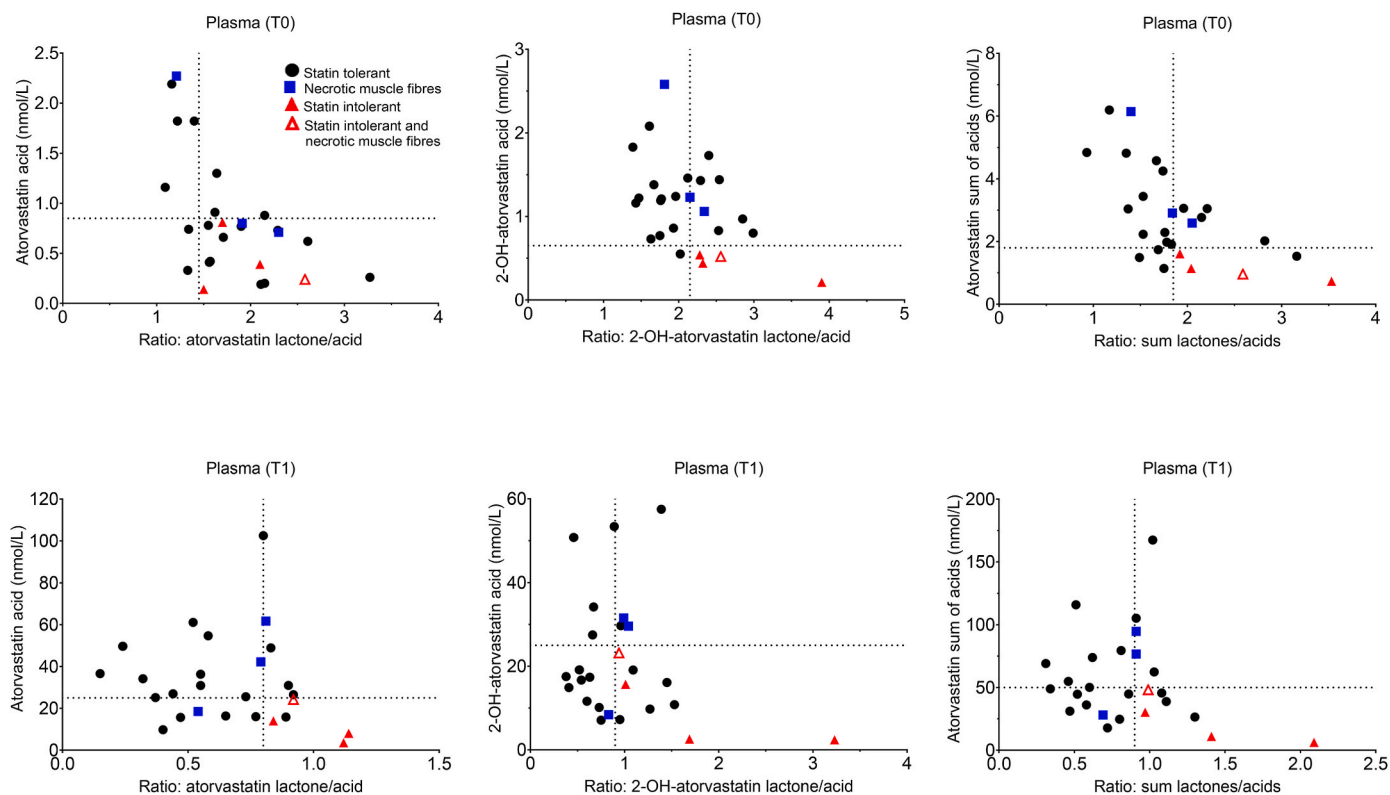 Plasma (T0)
Atorvastatin acid (nmol/L)
2.5
2.0
1.5
1.0
0.5
0.0
0
1
2
3
4
Ratio: atorvastatin lactone/acid
Statin tolerant
Necrotic muscle fibres
Statin intolerant
Statin intolerant and
necrotic muscle fibres
Plasma (T0)
2-OH-atorvastatin acid (nmol/L)
3
2
1
0
0
1
2
3
4
5
Ratio: 2-OH-atorvastatin lactone/acid
Plasma (T0)
Atorvastatin sum of acids (nmol/L)
8
6
4
2
0
0
1
2
3
4
Ratio: sum lactones/acids
Plasma (T1)
Atorvastatin acid (nmol/L)
120
100
80
60
40
20
0
0.0
0.5
1.0
1.5
Ratio: atorvastatin lactone/acid
Plasma (T1)
2-OH-atorvastatin acid (nmol/L)
60
40
20
0
0
1
2
3
4
Ratio: 2-OH-atorvastatin lactone/acid
Plasma (T1)
Atorvastatin sum of acids (nmol/L)
200
150
100
50
0
0.0
0.5
1.0
1.5
2.0
2.5
Ratio: sum lactones/acids